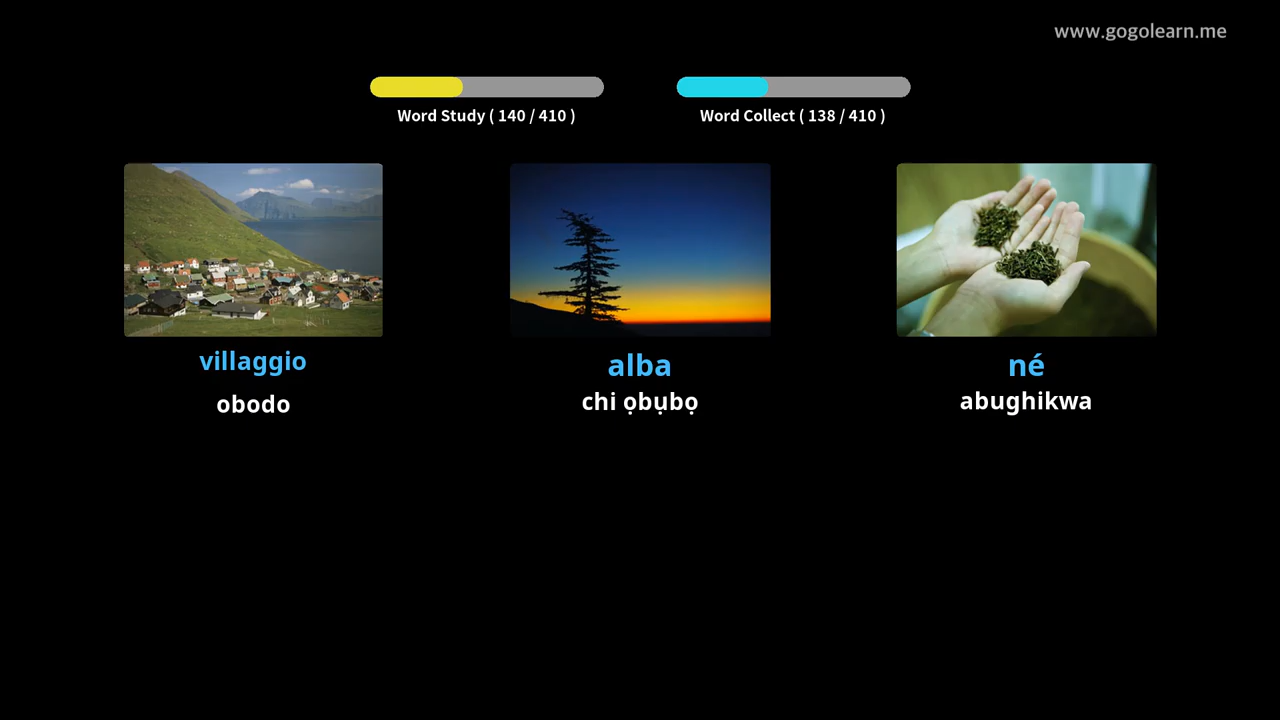 www.gogolearn.me
Word Study ( 140 / 410 )
Word Collect ( 138 / 410 )
villaggio
obodo
alba
chi ọbụbọ
né
abughikwa